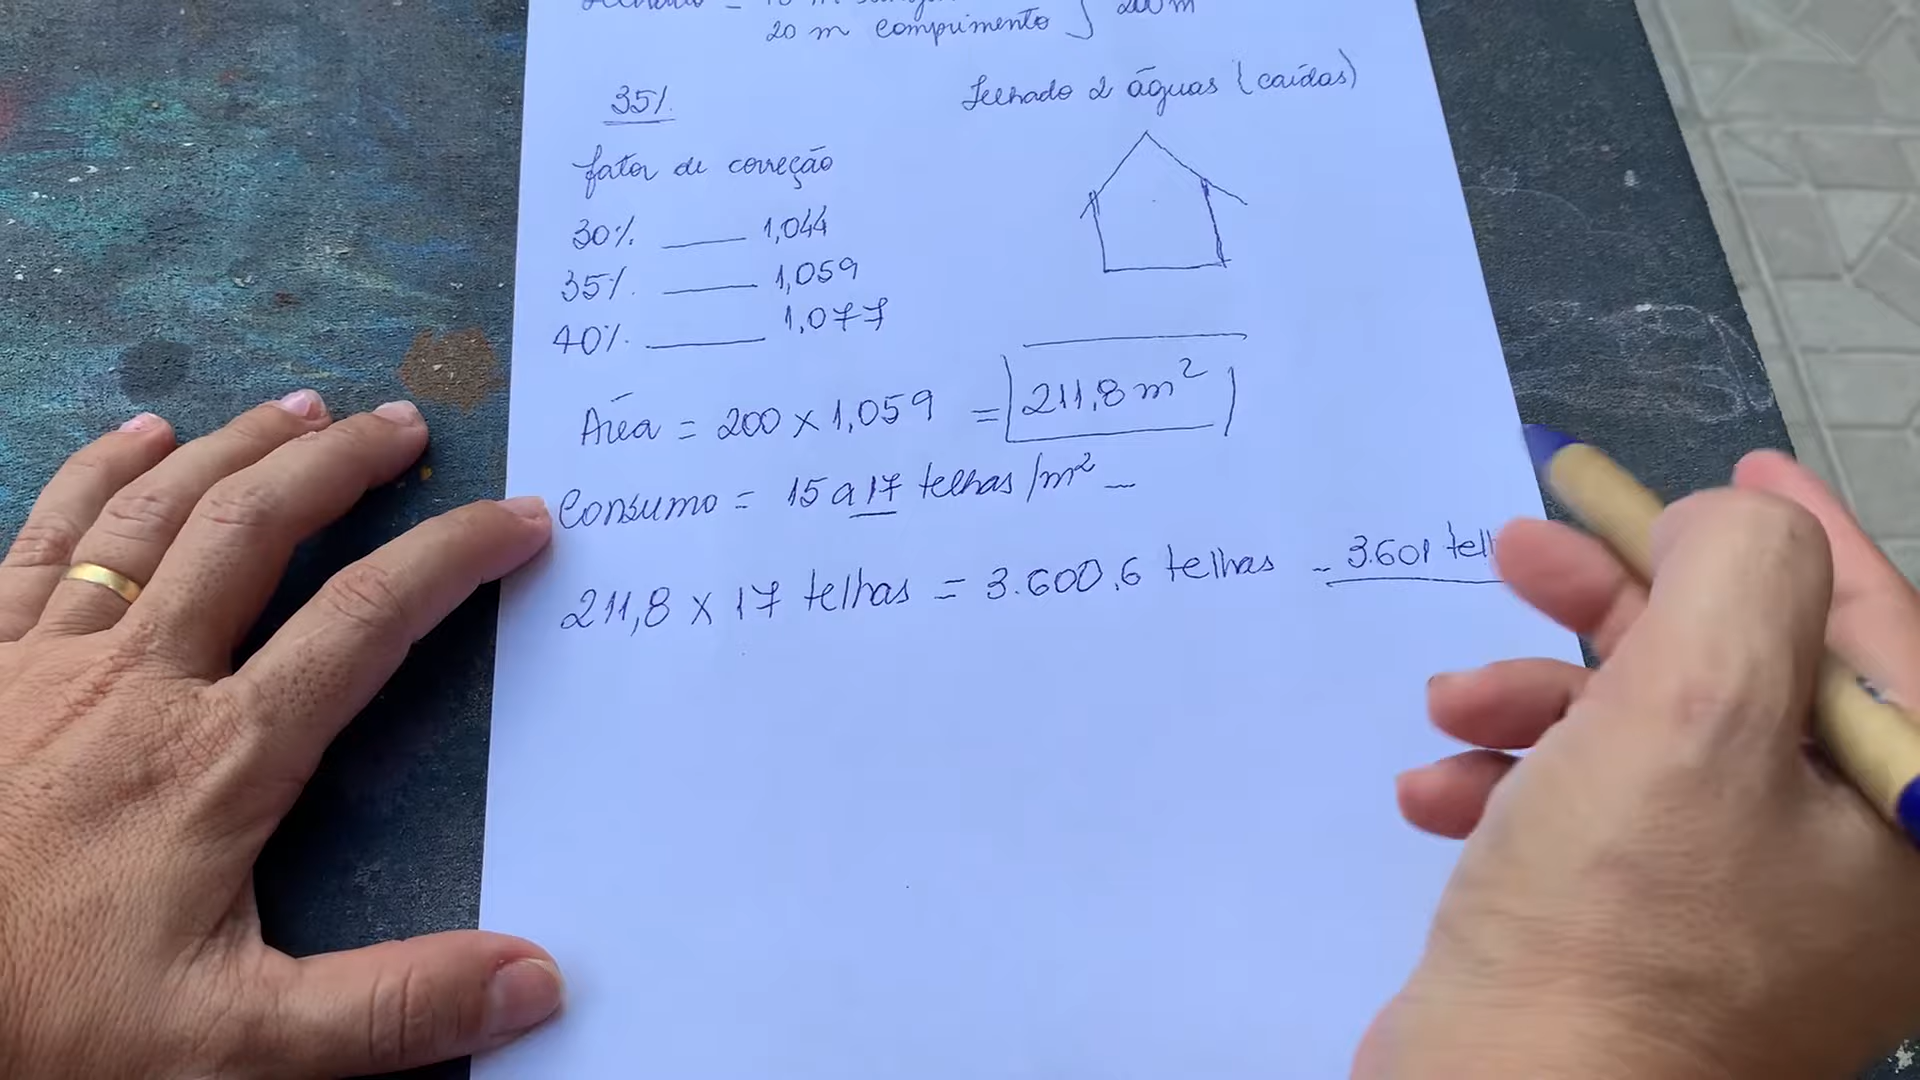 20 m comprimento
35%
Telhado 2 águas (caídas)
fator de correção
30% 1,044
35% 1,059
40% 1,077
Área = 200 x 1,059 = 211,8 m²
Consumo = 15 a 17 telhas /m² -
211,8 x 17 telhas = 3.600,6 telhas - 3.601